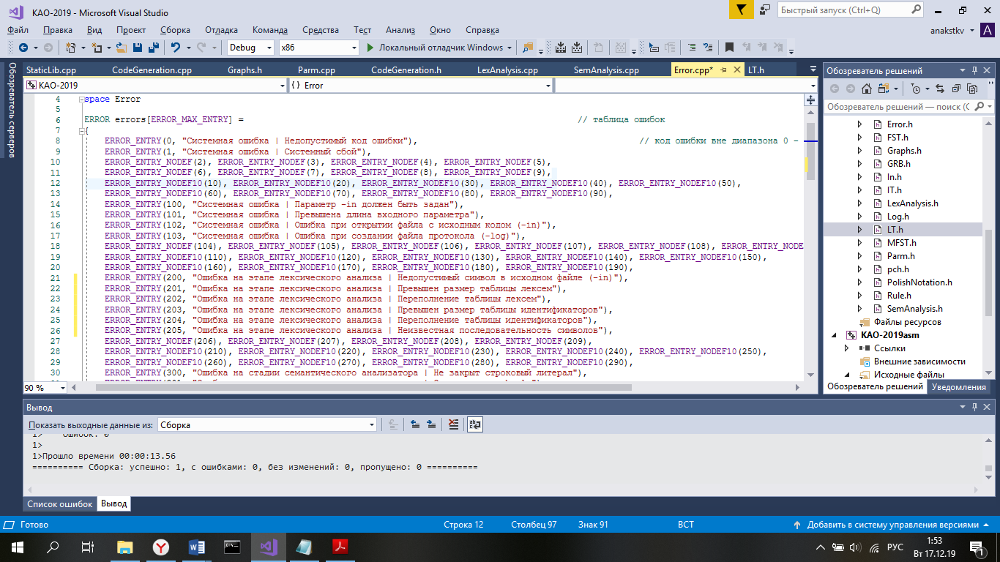 КАО-2019 - Microsoft Visual Studio
Быстрый запуск (Ctrl+Q)
Файл Правка Вид Проект Сборка Отладка Команда Средства Тест Анализ Окно Справка
anakstkv A
Debug x86 Локальный отладчик Windows
Обозреватель серверов
StaticLib.cpp CodeGeneration.cpp Graphs.h Parm.cpp CodeGeneration.h LexAnalysis.cpp SemAnalysis.cpp Error.cpp* LT.h
КАО-2019 {} Error
4 space Error
5
6 ERROR errors[ERROR_MAX_ENTRY] = // таблица ошибок
7 {
8 ERROR_ENTRY(0, "Системная ошибка | Недопустимый код ошибки"), // код ошибки вне диапазона 0 -
9 ERROR_ENTRY(1, "Системная ошибка | Системный сбой"),
10 ERROR_ENTRY_NODEF(2), ERROR_ENTRY_NODEF(3), ERROR_ENTRY_NODEF(4), ERROR_ENTRY_NODEF(5),
11 ERROR_ENTRY_NODEF(6), ERROR_ENTRY_NODEF(7), ERROR_ENTRY_NODEF(8), ERROR_ENTRY_NODEF(9),
12 ERROR_ENTRY_NODEF10(10), ERROR_ENTRY_NODEF10(20), ERROR_ENTRY_NODEF10(30), ERROR_ENTRY_NODEF10(40), ERROR_ENTRY_NODEF10(50),
13 ERROR_ENTRY_NODEF10(60), ERROR_ENTRY_NODEF10(70), ERROR_ENTRY_NODEF10(80), ERROR_ENTRY_NODEF10(90),
14 ERROR_ENTRY(100, "Системная ошибка | Параметр -in должен быть задан"),
15 ERROR_ENTRY(101, "Системная ошибка | Превышена длина входного параметра"),
16 ERROR_ENTRY(102, "Системная ошибка | Ошибка при открытии файла с исходным кодом (-in)"),
17 ERROR_ENTRY(103, "Системная ошибка | Ошибка при создании файла протокола (-log)"),
18 ERROR_ENTRY_NODEF(104), ERROR_ENTRY_NODEF(105), ERROR_ENTRY_NODEF(106), ERROR_ENTRY_NODEF(107), ERROR_ENTRY_NODEF(108), ERROR_ENTRY_NODE
19 ERROR_ENTRY_NODEF10(110), ERROR_ENTRY_NODEF10(120), ERROR_ENTRY_NODEF10(130), ERROR_ENTRY_NODEF10(140), ERROR_ENTRY_NODEF10(150),
20 ERROR_ENTRY_NODEF10(160), ERROR_ENTRY_NODEF10(170), ERROR_ENTRY_NODEF10(180), ERROR_ENTRY_NODEF10(190),
21 ERROR_ENTRY(200, "Ошибка на этапе лексического анализа | Недопустимый символ в исходном файле (-in)"),
22 ERROR_ENTRY(201, "Ошибка на этапе лексического анализа | Превышен размер таблицы лексем"),
23 ERROR_ENTRY(202, "Ошибка на этапе лексического анализа | Переполнение таблицы лексем"),
24 ERROR_ENTRY(203, "Ошибка на этапе лексического анализа | Превышен размер таблицы идентификаторов"),
25 ERROR_ENTRY(204, "Ошибка на этапе лексического анализа | Переполнение таблицы идентификаторов"),
26 ERROR_ENTRY(205, "Ошибка на этапе лексического анализа | Неизвестная последовательность символов"),
27 ERROR_ENTRY_NODEF(206), ERROR_ENTRY_NODEF(207), ERROR_ENTRY_NODEF(208), ERROR_ENTRY_NODEF(209),
28 ERROR_ENTRY_NODEF10(210), ERROR_ENTRY_NODEF10(220), ERROR_ENTRY_NODEF10(230), ERROR_ENTRY_NODEF10(240), ERROR_ENTRY_NODEF10(250),
29 ERROR_ENTRY_NODEF10(260), ERROR_ENTRY_NODEF10(270), ERROR_ENTRY_NODEF10(280), ERROR_ENTRY_NODEF10(290),
30 ERROR_ENTRY(300, "Ошибка на стадии семантического анализатора | Не закрыт строковый литерал"),
90 %
Обозреватель решений
Обозреватель решений — поиск (C
Error.h
FST.h
Graphs.h
GRB.h
In.h
IT.h
LexAnalysis.h
Log.h
LT.h
MFST.h
Parm.h
pch.h
PolishNotation.h
Rule.h
SemAnalysis.h
Файлы ресурсов
КАО-2019asm
Ссылки
Внешние зависимости
Исходные файлы
Обозреватель решений Уведомления
Вывод
Показать выходные данные из: Сборка
1> Ошибок: 0
1>
1>Прошло времени 00:00:13.56
========== Сборка: успешно: 1, с ошибками: 0, без изменений: 0, пропущено: 0 ==========
Список ошибок Вывод
Готово Строка 12 Столбец 97 Знак 91 ВСТ Добавить в систему управления версиями
РУС 1:53
Вт 17.12.19
1